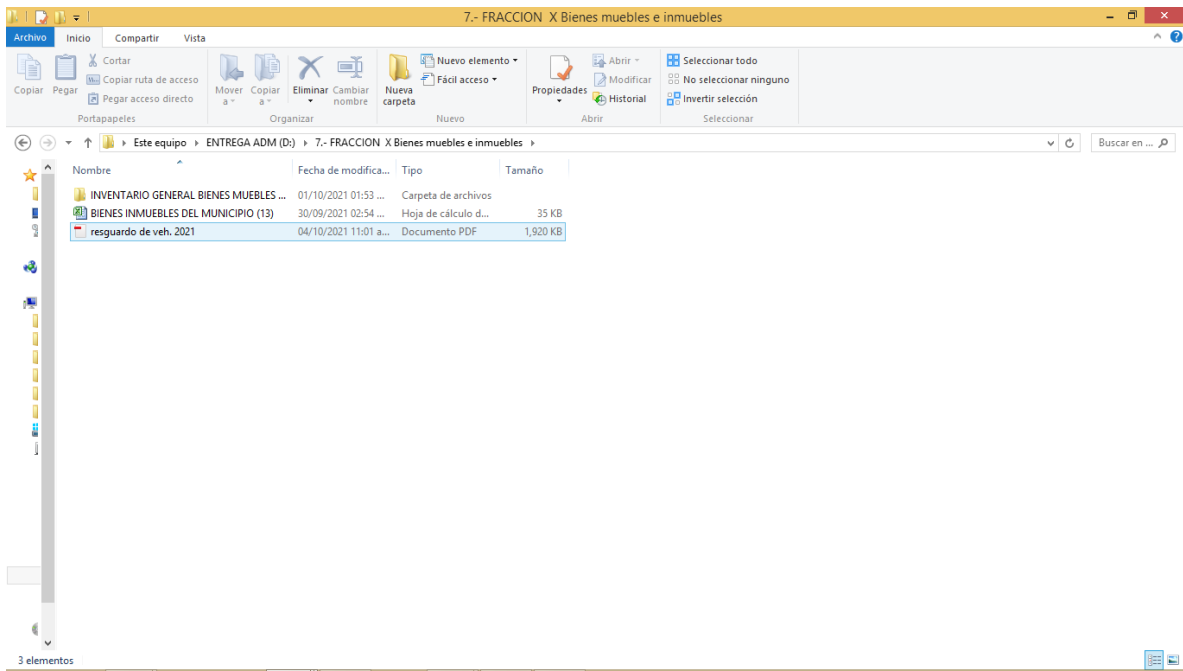 7.- FRACCION X Bienes muebles e inmuebles
Archivo Inicio Compartir Vista
Copiar Pegar Cortar Copiar ruta de acceso Pegar acceso directo Mover a Copiar a Eliminar Cambiar nombre Nueva carpeta Nuevo elemento Fácil acceso Propiedades Abrir Modificar Historial Seleccionar todo No seleccionar ninguno Invertir selección
Portapapeles Organizar Nuevo Abrir Seleccionar
Este equipo ENTREGA ADM (D:) 7.- FRACCION X Bienes muebles e inmuebles Buscar en ...
Nombre Fecha de modifica... Tipo Tamaño
INVENTARIO GENERAL BIENES MUEBLES ... 01/10/2021 01:53 ... Carpeta de archivos
BIENES INMUEBLES DEL MUNICIPIO (13) 30/09/2021 02:54 ... Hoja de cálculo d... 35 KB
resguardo de veh. 2021 04/10/2021 11:01 a... Documento PDF 1,920 KB
3 elementos